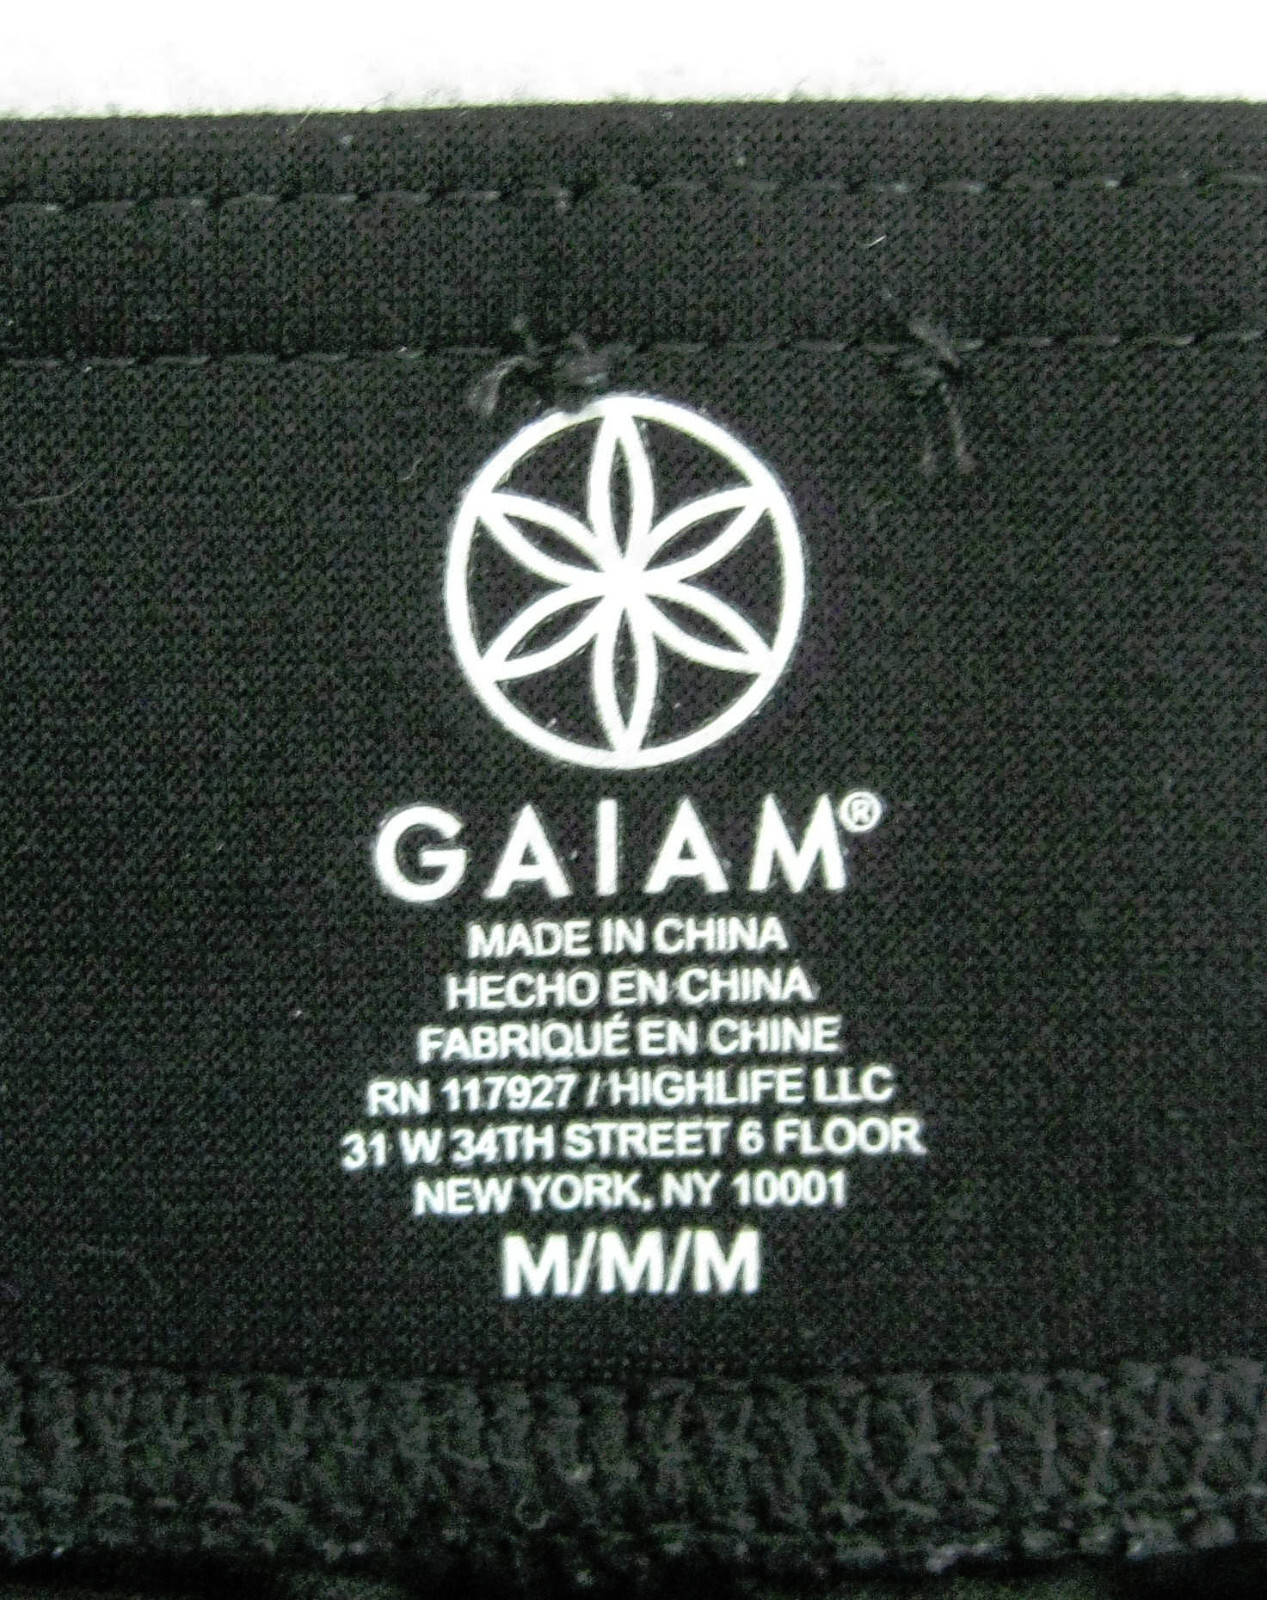 GAIAM®
MADE IN CHINA
HECHO EN CHINA
FABRIQUÉ EN CHINE
RN 117927 / HIGHLIFE LLC
31 W 34TH STREET 6 FLOOR
NEW YORK, NY 10001
M/M/M